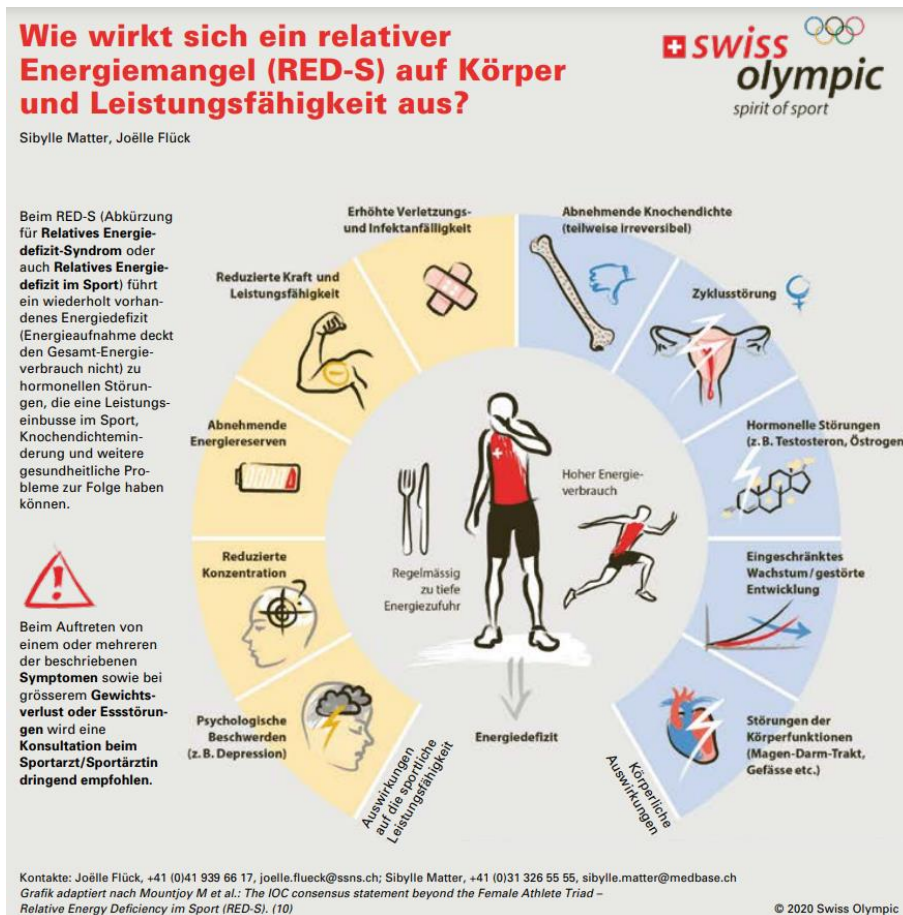 Wie wirkt sich ein relativer
Energiemangel (RED-S) auf Körper
und Leistungsfähigkeit aus?
Sibylle Matter, Joëlle Flück
swiss
olympic
spirit of sport
Beim RED-S (Abkürzung
für Relatives Energie-
defizit-Syndrom oder
auch Relatives Energie-
defizit im Sport) führt
ein wiederholt vorhan-
denes Energiedefizit
(Energieaufnahme deckt
den Gesamt-Energie-
verbrauch nicht) zu
hormonellen Störun-
gen, die eine Leistungs-
einbusse im Sport,
Knochendichtemin-
derung und weitere
gesundheitliche Pro-
bleme zur Folge haben
können.
!
Beim Auftreten von
einem oder mehreren
der beschriebenen
Symptomen sowie bei
grösserem Gewichts-
verlust oder Essstörun-
gen wird eine
Konsultation beim
Sportarzt/Sportärztin
dringend empfohlen.
Erhöhte Verletzungs-
und Infektanfälligkeit
Reduzierte Kraft und
Leistungsfähigkeit
Abnehmende
Energiereserven
Reduzierte
Konzentration
?
Psychologische
Beschwerden
(z. B. Depression)
Auswirkungen
auf die sportliche
Leistungsfähigkeit
Abnehmende Knochendichte
(teilweise irreversibel)
Zyklusstörung
Hormonelle Störungen
(z. B. Testosteron, Östrogen
Eingeschränktes
Wachstum/gestörte
Entwicklung
Störungen der
Körperfunktionen
(Magen-Darm-Trakt,
Gefässe etc.)
Körperliche
Auswirkungen
Hoher Energie-
verbrauch
Regelmässig
zu tiefe
Energiezufuhr
Energiedefizit
Kontakte: Joëlle Flück, +41 (0)41 939 66 17, joelle.flueck@ssns.ch; Sibylle Matter, +41 (0)31 326 55 55, sibylle.matter@medbase.ch
Grafik adaptiert nach Mountjoy M et al.: The IOC consensus statement beyond the Female Athlete Triad –
Relative Energy Deficiency im Sport (RED-S). (10)
© 2020 Swiss Olympic